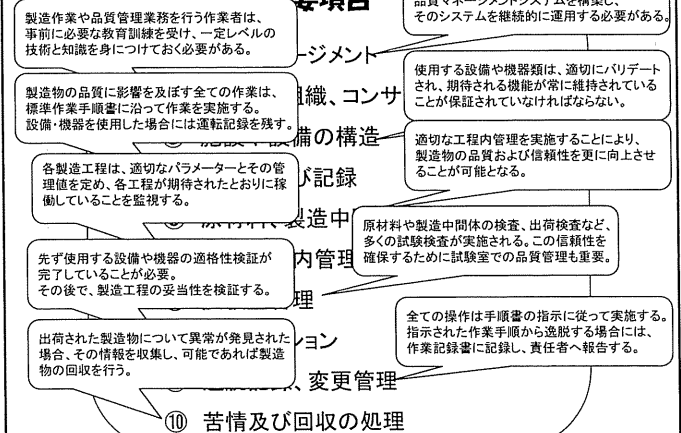 要項目
製造作業や品質管理業務を行う作業者は、
事前に必要な教育訓練を受け、一定レベルの
技術と知識を身につけておく必要がある。
品質マネージメントシステムを構築し、
そのシステムを継続的に運用する必要がある。
ージメント
製造物の品質に影響を及ぼす全ての作業は、
標準作業手順書に沿って作業を実施する。
設備・機器を使用した場合には運転記録を残す。
使用する設備や機器類は、適切にバリデート
され、期待される機能が常に維持されている
ことが保証されていなければならない。
組織、コンサ
備の構造
各製造工程は、適切なパラメーターとその管
理値を定め、各工程が期待されたとおりに稼
働していることを監視する。
適切な工程内管理を実施することにより、
製造物の品質および信頼性を更に向上させ
ることが可能となる。
び記録
製造中
原材料や製造中間体の検査、出荷検査など、
多くの試験検査が実施される。この信頼性を
確保するために試験室での品質管理も重要。
先ず使用する設備や機器の適格性検証が
完了していることが必要。
その後で、製造工程の妥当性を検証する。
内管理
理
出荷された製造物について異常が発見された
場合、その情報を収集し、可能であれば製造
物の回収を行う。
全ての操作は手順書の指示に従って実施する。
指示された作業手順から逸脱する場合には、
作業記録書に記録し、責任者へ報告する。
ション
、変更管理
⑩ 苦情及び回収の処理